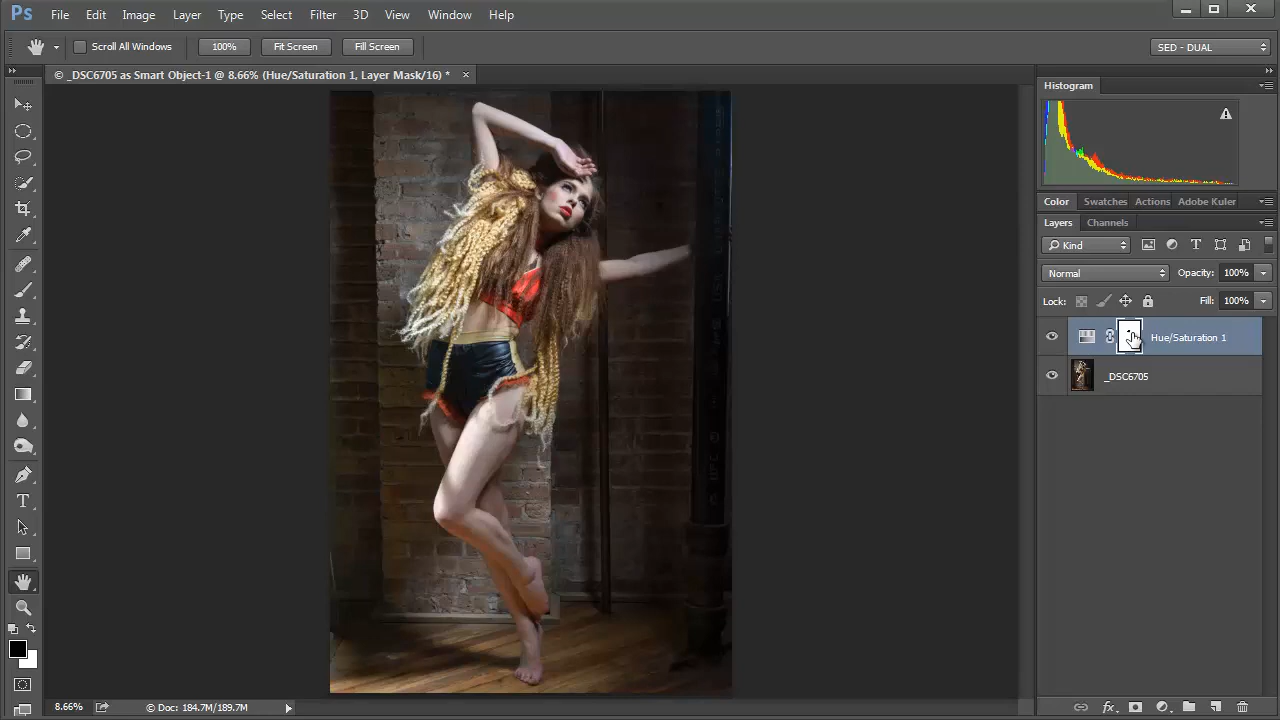 Ps File Edit Image Layer Type Select Filter 3D View Window Help
Scroll All Windows 100% Fit Screen Fill Screen SED - DUAL
© _DSC6705 as Smart Object-1 @ 8.66% (Hue/Saturation 1, Layer Mask/16) * ×
Histogram
Color Swatches Actions Adobe Kuler
Layers Channels
Kind
Normal Opacity: 100%
Lock: Fill: 100%
Hue/Saturation 1
_DSC6705
8.66% © Doc: 184.7M/189.7M